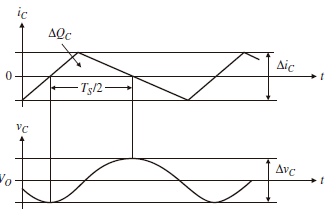 i_C
ΔQ_C
Δi_C
0
T_S/2
t
v_C
Δv_C
V_O
t